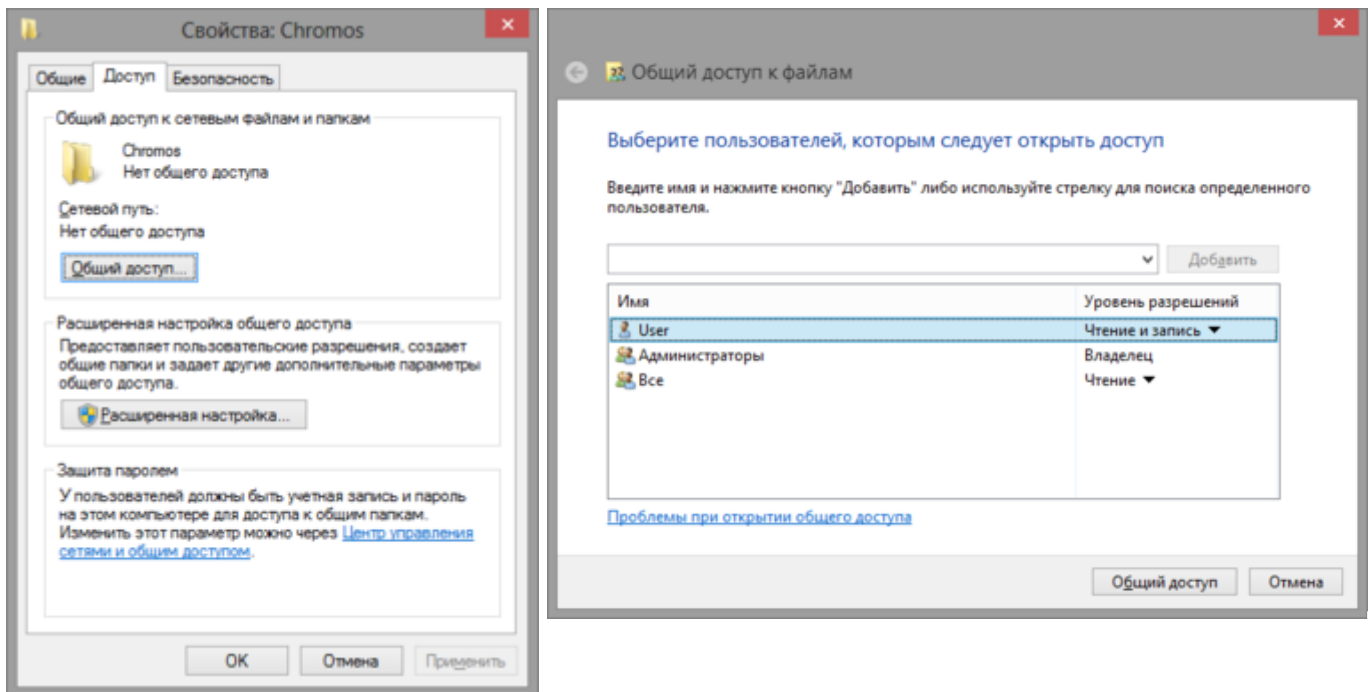 Свойства: Chromos
Общие
Доступ
Безопасность
Общий доступ к сетевым файлам и папкам
Chromos
Нет общего доступа
Сетевой путь:
Нет общего доступа
Общий доступ...
Расширенная настройка общего доступа
Предоставляет пользовательские разрешения, создает
общие папки и задает другие дополнительные параметры
общего доступа.
Расширенная настройка...
Защита паролем
У пользователей должны быть учетная запись и пароль
на этом компьютере для доступа к общим папкам.
Изменить этот параметр можно через Центр управления
сетями и общим доступом.
OK
Отмена
Применить
Общий доступ к файлам
Выберите пользователей, которым следует открыть доступ
Введите имя и нажмите кнопку "Добавить" либо используйте стрелку для поиска определенного
пользователя.
Добавить
Имя Уровень разрешений
User Чтение и запись
Администраторы Владелец
Все Чтение
Проблемы при открытии общего доступа
Общий доступ
Отмена